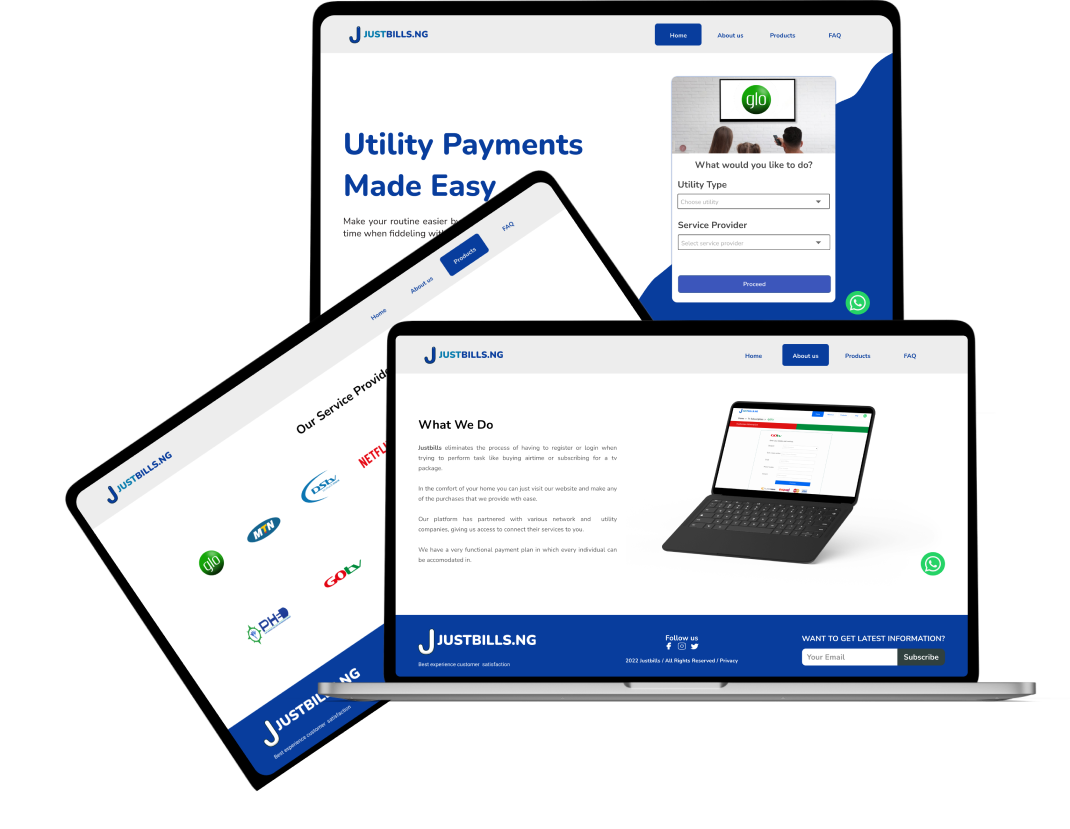 JUSTBILLS.NG
Home
About us
Products
FAQ
glo
Utility Payments
Made Easy
Make your routine easier by
time when fiddeling with
What would you like to do?
Utility Type
Choose utility
Service Provider
Select service provider
Proceed
JUSTBILLS.NG
Home
About us
Products
FAQ
Our Service
DStv
MTN
glo
GOtv
PHED
JUSTBILLS.NG
Best experience customer satisfaction
JUSTBILLS.NG
Home
About us
Products
FAQ
What We Do
Justbills eliminates the process of having to register or login when
trying to perform task like buying airtime or subscribing for a tv
package.
In the comfort of your home you can just visit our website and make any
of the purchases that we provide wth ease.
Our platform has partnered with various network and utility
companies, giving us access to connect their services to you.
We have a very functional payment plan in which every individual can
be accomodated in.
JUSTBILLS.NG
Best experience customer satisfaction
Follow us
2022 Justbills / All Rights Reserved / Privacy
WANT TO GET LATEST INFORMATION?
Your Email
Subscribe